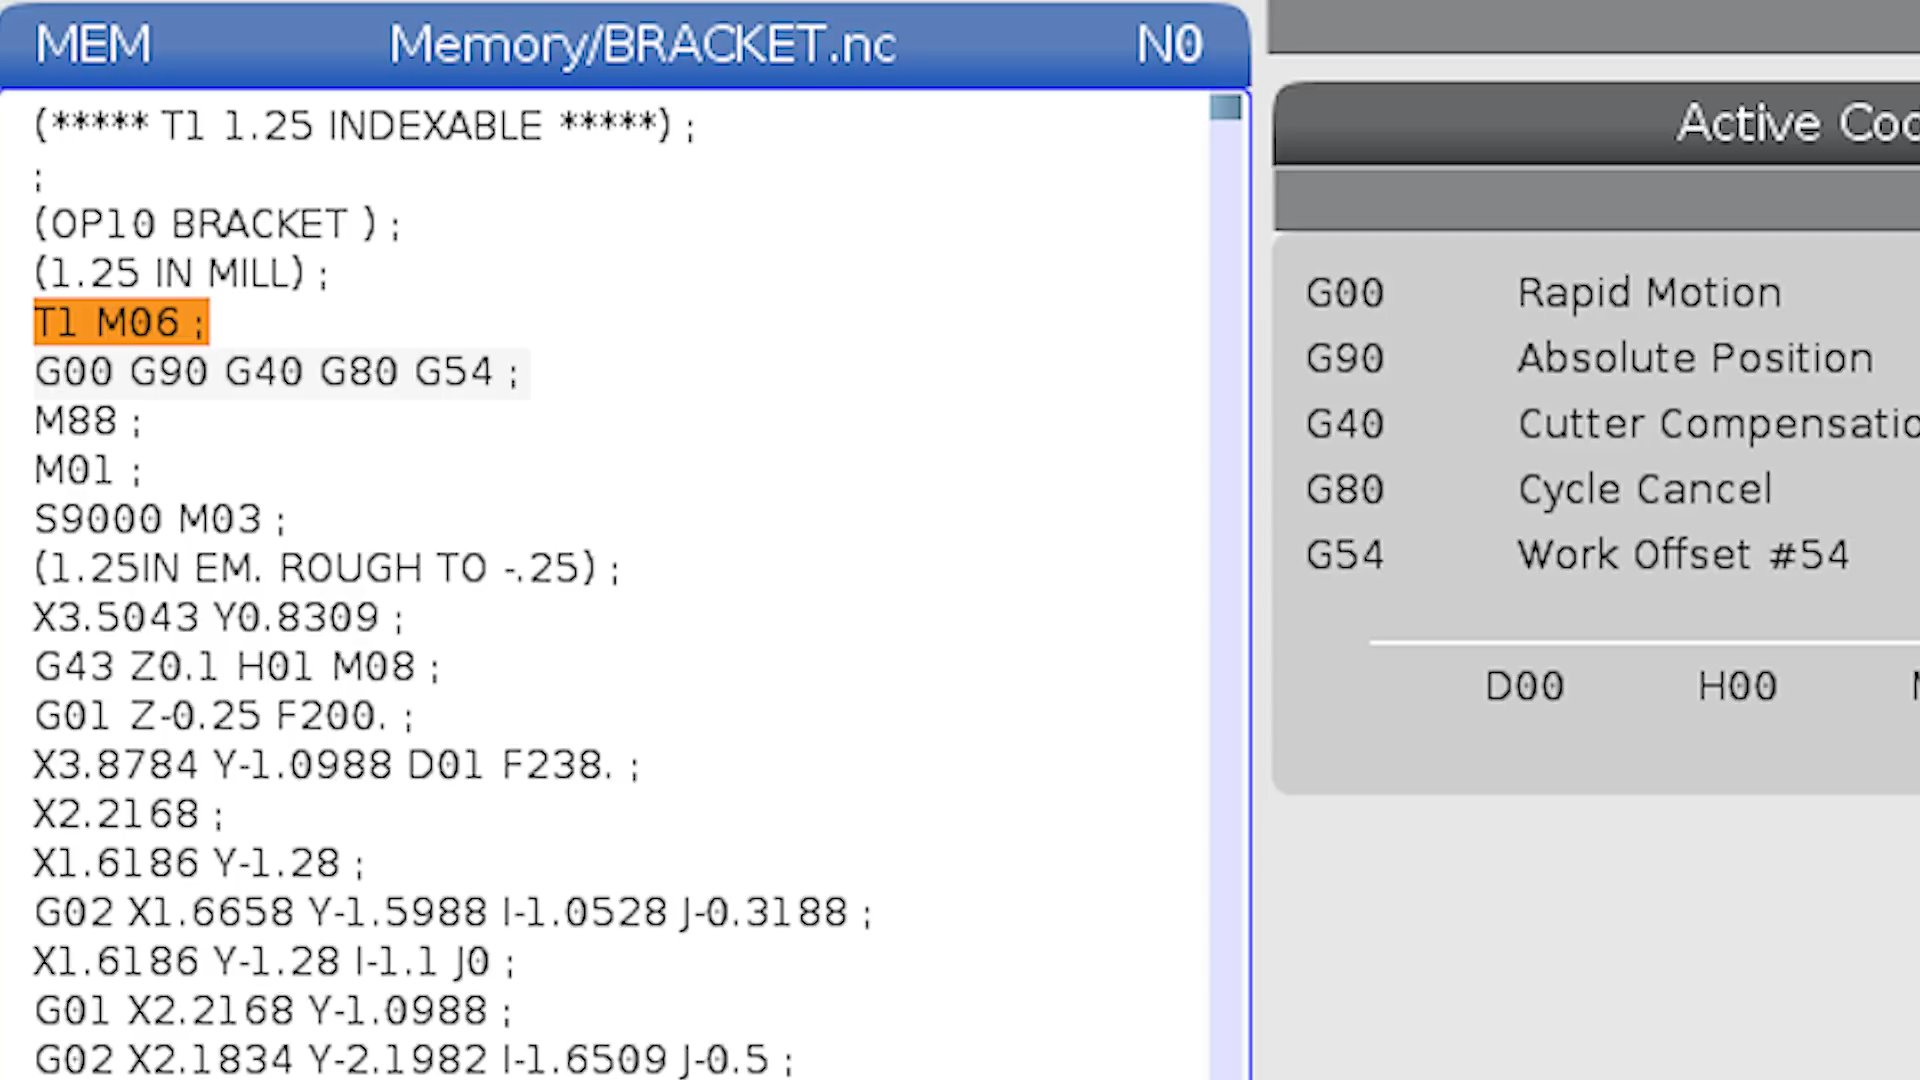 MEM Memory/BRACKET.nc N0
(***** T1 1.25 INDEXABLE *****) ;
;
(OP10 BRACKET ) ;
(1.25 IN MILL) ;
T1 M06 ;
G00 G90 G40 G80 G54 ;
M88 ;
M01 ;
S9000 M03 ;
(1.25IN EM. ROUGH TO -.25) ;
X3.5043 Y0.8309 ;
G43 Z0.1 H01 M08 ;
G01 Z-0.25 F200. ;
X3.8784 Y-1.0988 D01 F238. ;
X2.2168 ;
X1.6186 Y-1.28 ;
G02 X1.6658 Y-1.5988 I-1.0528 J-0.3188 ;
X1.6186 Y-1.28 I-1.1 J0 ;
G01 X2.2168 Y-1.0988 ;
G02 X2.1834 Y-2.1982 I-1.6509 J-0.5 ;
Active
G00 Rapid Motion
G90 Absolute Position
G40 Cutter
G80 Cycle Cancel
G54 Work Offset #54
D00 H00